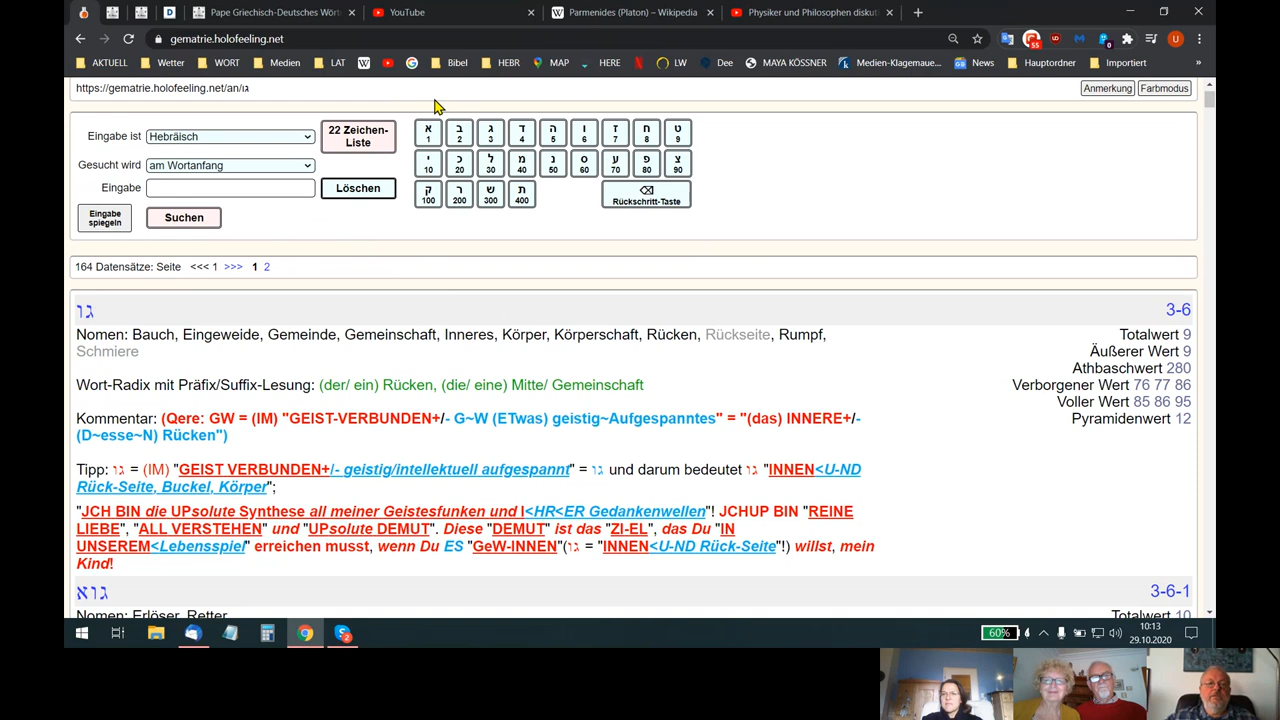 Pape Griechisch-Deutsches Wört
YouTube
Parmenides (Platon) – Wikipedia
Physiker und Philosophen diskut
gematrie.holofeeling.net
55
0
U
AKTUELL
Wetter
WORT
Medien
LAT
Bibel
HEBR
MAP
HERE
LW
Dee
MAYA KÖSSNER
Medien-Klagemaue...
News
Hauptordner
Importiert
»
https://gematrie.holofeeling.net/an/גו
Anmerkung
Farbmodus
Eingabe ist
Hebräisch
22 Zeichen-
Liste
Gesucht wird
am Wortanfang
Eingabe
Löschen
Eingabe
spiegeln
Suchen
א ב ג ד ה ו ז ח ט
1 2 3 4 5 6 7 8 9
י כ ל מ נ ס ע פ צ
10 20 30 40 50 60 70 80 90
ק ר ש ת
100 200 300 400
Rückschritt-Taste
164 Datensätze: Seite <<< 1 >>> 1 2
גו 3-6
Nomen: Bauch, Eingeweide, Gemeinde, Gemeinschaft, Inneres, Körper, Körperschaft, Rücken, Rückseite, Rumpf,
Schmiere
Totalwert 9
Äußerer Wert 9
Athbaschwert 280
Verborgener Wert 76 77 86
Voller Wert 85 86 95
Pyramidenwert 12
Wort-Radix mit Präfix/Suffix-Lesung: (der/ ein) Rücken, (die/ eine) Mitte/ Gemeinschaft
Kommentar: (Qere: GW = (IM) "GEIST-VERBUNDEN+/- G~W (ETwas) geistig~Aufgespanntes" = "(das) INNERE+/-
(D~esse~N) Rücken")
Tipp: גו = (IM) "GEIST VERBUNDEN+/- geistig/intellektuell aufgespannt" = גו und darum bedeutet גו "INNEN<U-ND
Rück-Seite, Buckel, Körper";
"JCH BIN die UPsolute Synthese all meiner Geistesfunken und I<HR<ER Gedankenwellen"! JCHUP BIN "REINE
LIEBE", "ALL VERSTEHEN" und "UPsolute DEMUT". Diese "DEMUT" ist das "ZI-EL", das Du "IN
UNSEREM<Lebensspiel" erreichen musst, wenn Du ES "GeW-INNEN"(גו = "INNEN<U-ND Rück-Seite"!) willst, mein
Kind!
גוא 3-6-1
Nomen: Erlöser, Retter
Totalwert 10
60%
10:13
29.10.2020